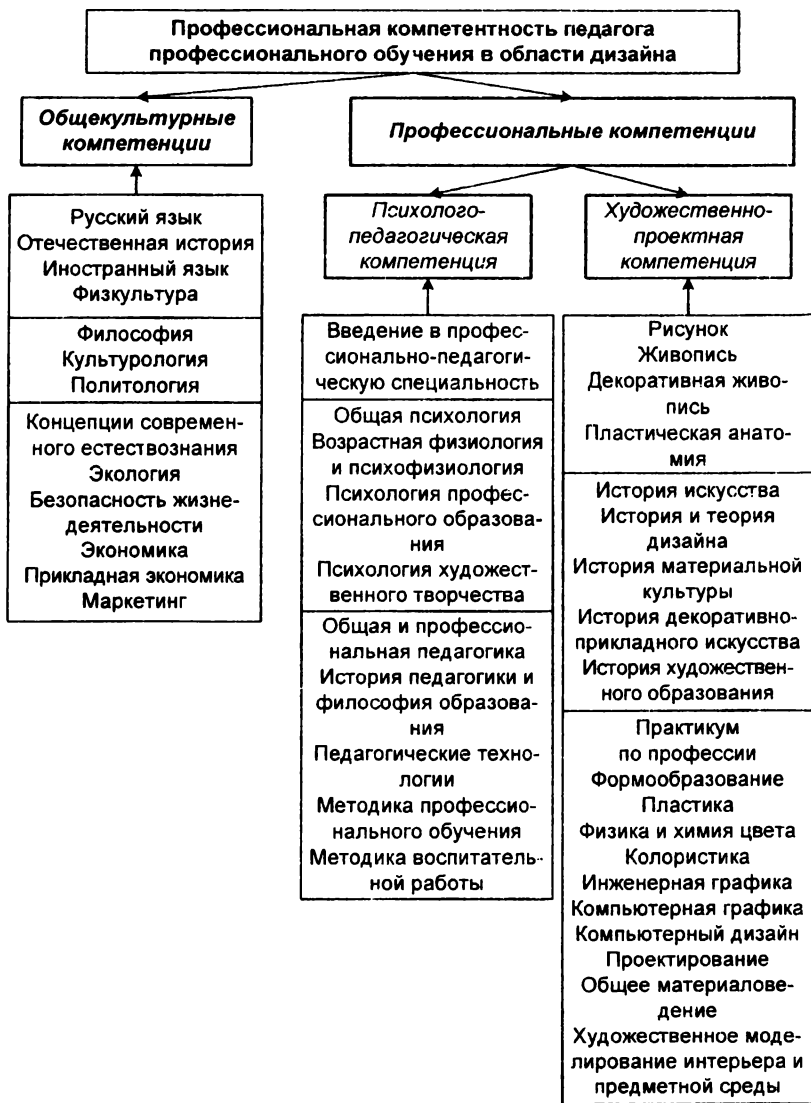 Профессиональная компетентность педагога
профессионального обучения в области дизайна
Общекультурные
компетенции
Профессиональные компетенции
Русский язык
Отечественная история
Иностранный язык
Физкультура
Философия
Культурология
Политология
Концепции современ-
ного естествознания
Экология
Безопасность жизне-
деятельности
Экономика
Прикладная экономика
Маркетинг
Психолого-
педагогическая
компетенция
Введение в профес-
сионально-педагоги-
ческую специальность
Общая психология
Возрастная физиология
и психофизиология
Психология профес-
сионального образова-
ния
Психология художест-
венного творчества
Общая и профессио-
нальная педагогика
История педагогики и
философия образова-
ния
Педагогические техно-
логии
Методика профессио-
нального обучения
Методика воспитатель-
ной работы
Художественно-
проектная
компетенция
Рисунок
Живопись
Декоративная живо-
пись
Пластическая анато-
мия
История искусства
История и теория
дизайна
История материальной
культуры
История декоративно-
прикладного искусства
История художествен-
ного образования
Практикум
по профессии
Формообразование
Пластика
Физика и химия цвета
Колористика
Инженерная графика
Компьютерная графика
Компьютерный дизайн
Проектирование
Общее материалове-
дение
Художественное моде-
лирование интерьера и
предметной среды